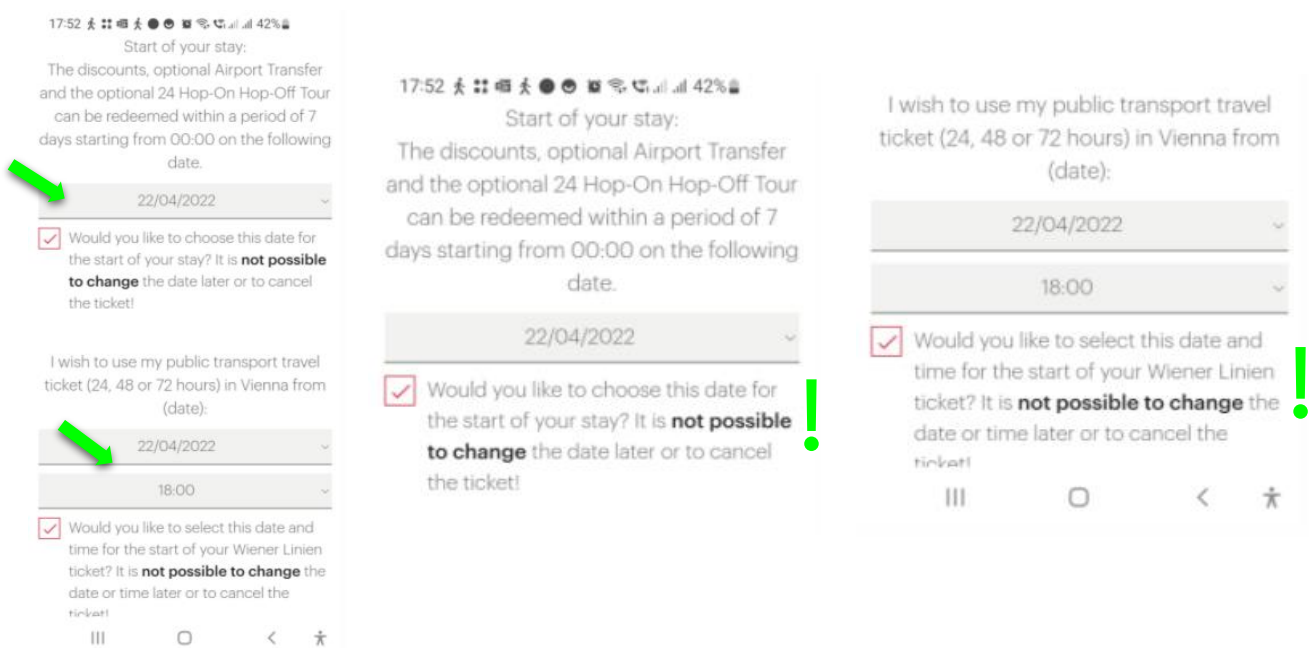 17:52 42%
Start of your stay:
The discounts, optional Airport Transfer
and the optional 24 Hop-On Hop-Off Tour
can be redeemed within a period of 7
days starting from 00:00 on the following
date.
22/04/2022
Would you like to choose this date for
the start of your stay? It is not possible
to change the date later or to cancel
the ticket!
I wish to use my public transport travel
ticket (24, 48 or 72 hours) in Vienna from
(date):
22/04/2022
18:00
Would you like to select this date and
time for the start of your Wiener Linien
ticket? It is not possible to change the
date or time later or to cancel the
ticket!
17:52 42%
Start of your stay:
The discounts, optional Airport Transfer
and the optional 24 Hop-On Hop-Off Tour
can be redeemed within a period of 7
days starting from 00:00 on the following
date.
22/04/2022
Would you like to choose this date for
the start of your stay? It is not possible
to change the date later or to cancel
the ticket!
!
I wish to use my public transport travel
ticket (24, 48 or 72 hours) in Vienna from
(date):
22/04/2022
18:00
Would you like to select this date and
time for the start of your Wiener Linien
ticket? It is not possible to change the
date or time later or to cancel the
ticket!
!